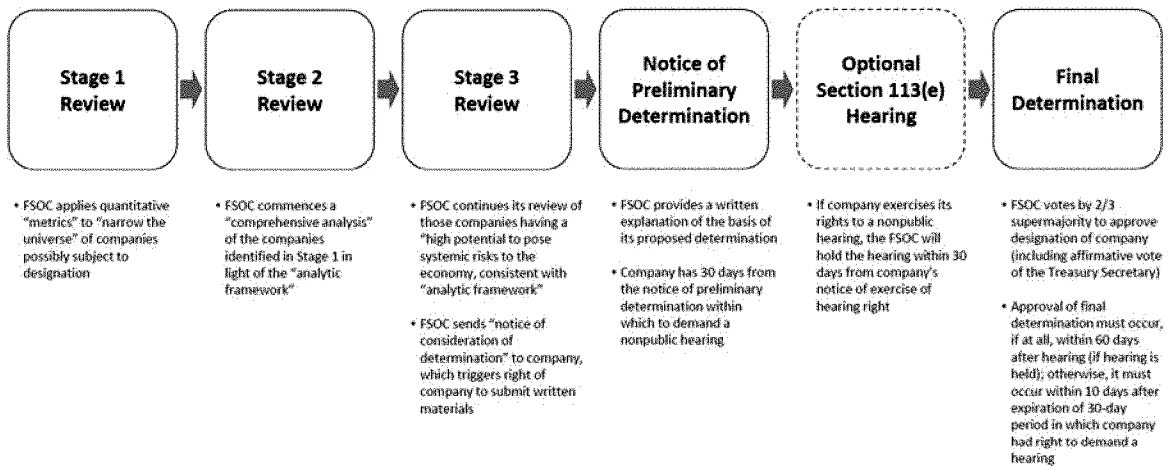 Stage 1
Review
Stage 2
Review
Stage 3
Review
Notice of
Preliminary
Determination
Optional
Section 113(e)
Hearing
Final
Determination
• FSOC applies quantitative
"metrics" to "narrow the
universe" of companies
possibly subject to
designation
• FSOC commences a
"comprehensive analysis"
of the companies
identified in Stage 1 in
light of the "analytic
framework"
• FSOC continues its review of
those companies having a
"high potential to pose
systemic risks to the
economy, consistent with
"analytic framework"
• FSOC sends "notice of
consideration of
determination" to company,
which triggers right of
company to submit written
materials
• FSOC provides a written
explanation of the basis of
its proposed determination
• Company has 30 days from
the notice of preliminary
determination within
which to demand a
nonpublic hearing
• If company exercises its
rights to a nonpublic
hearing, the FSOC will
hold the hearing within 30
days from company's
notice of exercise of
hearing right
• FSOC votes by 2/3
supermajority to approve
designation of company
(including affirmative vote
of the Treasury Secretary)
• Approval of final
determination must occur,
if at all, within 60 days
after hearing (if hearing is
held); otherwise, it must
occur within 10 days after
expiration of 30-day
period in which company
had right to demand a
hearing